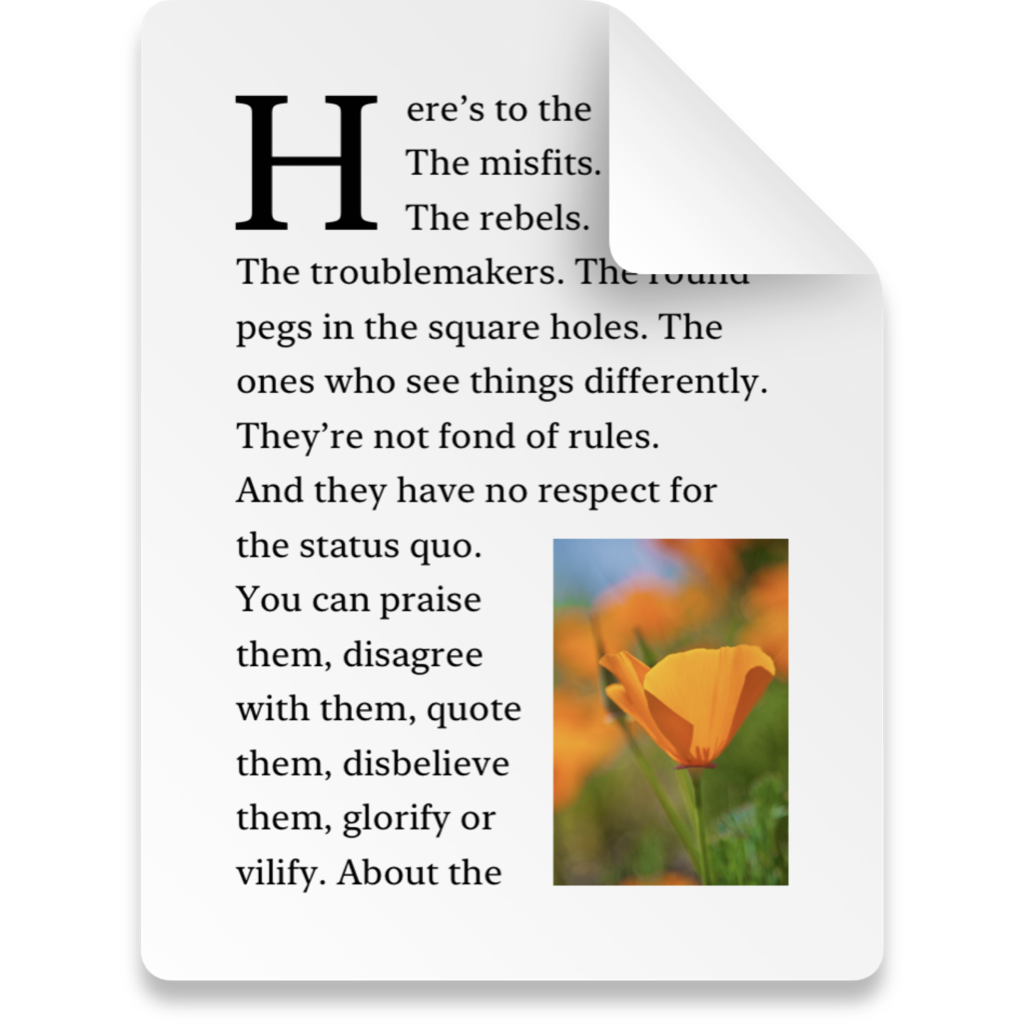 Here’s to the
The misfits.
The rebels.
The troublemakers. The round
pegs in the square holes. The
ones who see things differently.
They’re not fond of rules.
And they have no respect for
the status quo.
You can praise
them, disagree
with them, quote
them, disbelieve
them, glorify or
vilify. About the